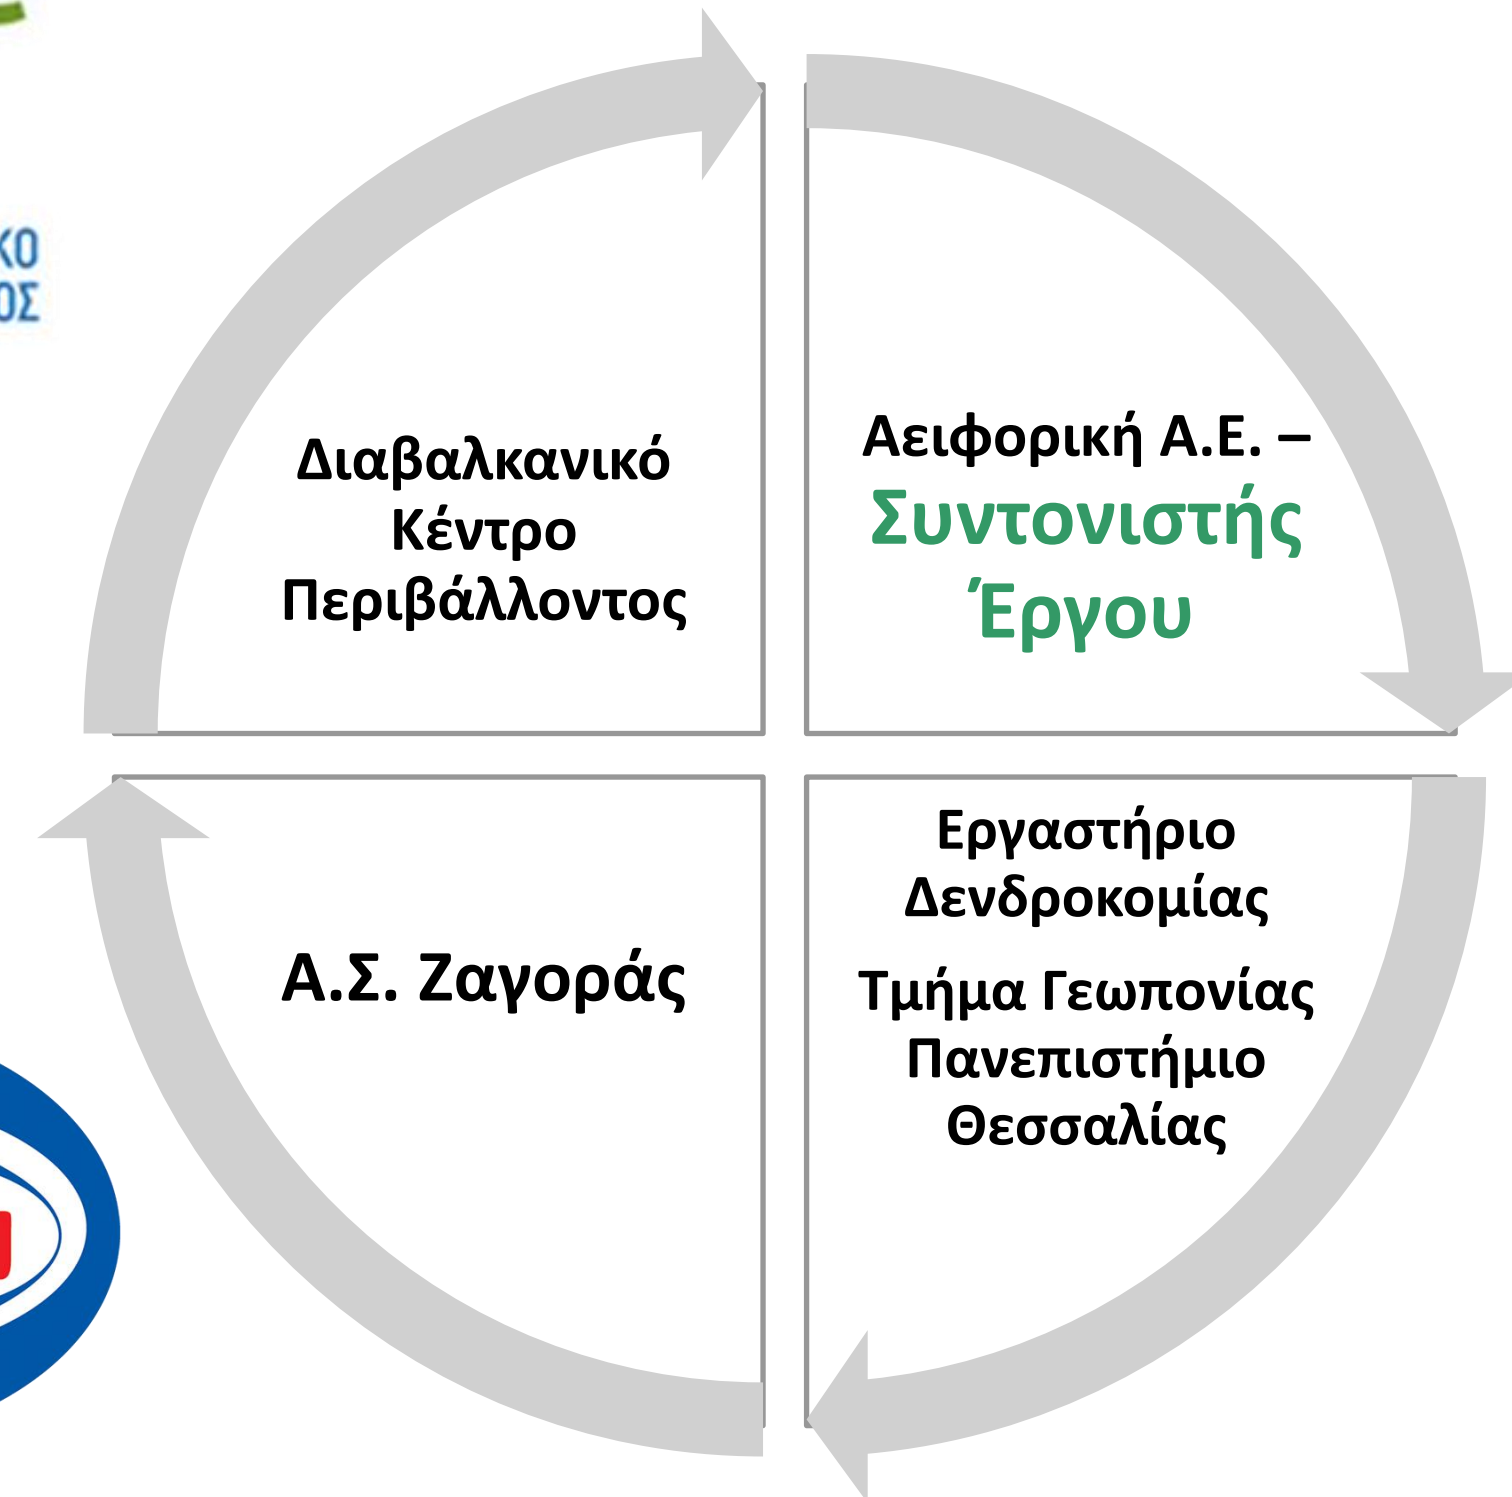 Διαβαλκανικό
Κέντρο
Περιβάλλοντος
Αειφορική Α.Ε. –
Συντονιστής
Έργου
Α.Σ. Ζαγοράς
Εργαστήριο
Δενδροκομίας
Τμήμα Γεωπονίας
Πανεπιστήμιο
Θεσσαλίας